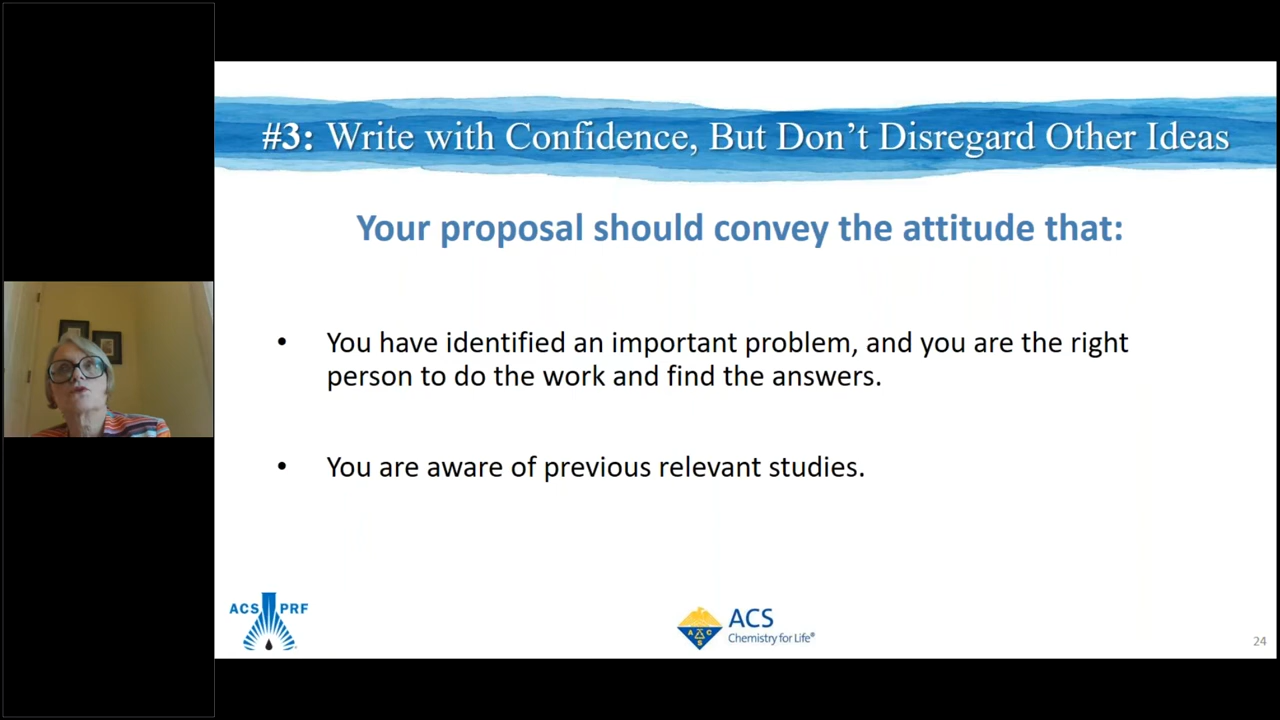 #3: Write with Confidence, But Don't Disregard Other Ideas
Your proposal should convey the attitude that:
• You have identified an important problem, and you are the right
person to do the work and find the answers.
• You are aware of previous relevant studies.
ACS PRF
ACS
Chemistry for Life®
A C S
24